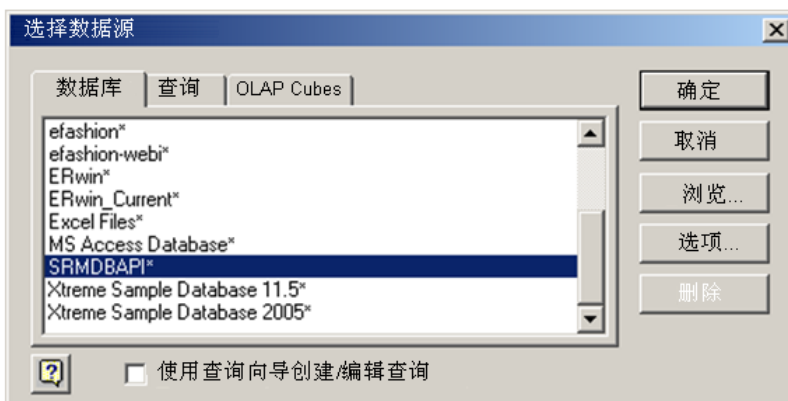 选择数据源
数据库 查询 OLAP Cubes
efashion*
efashion-webi*
ERwin*
ERwin_Current*
Excel Files*
MS Access Database*
SRMDBAPI*
Xtreme Sample Database 11.5*
Xtreme Sample Database 2005*
确定
取消
浏览...
选项...
删除
使用查询向导创建/编辑查询